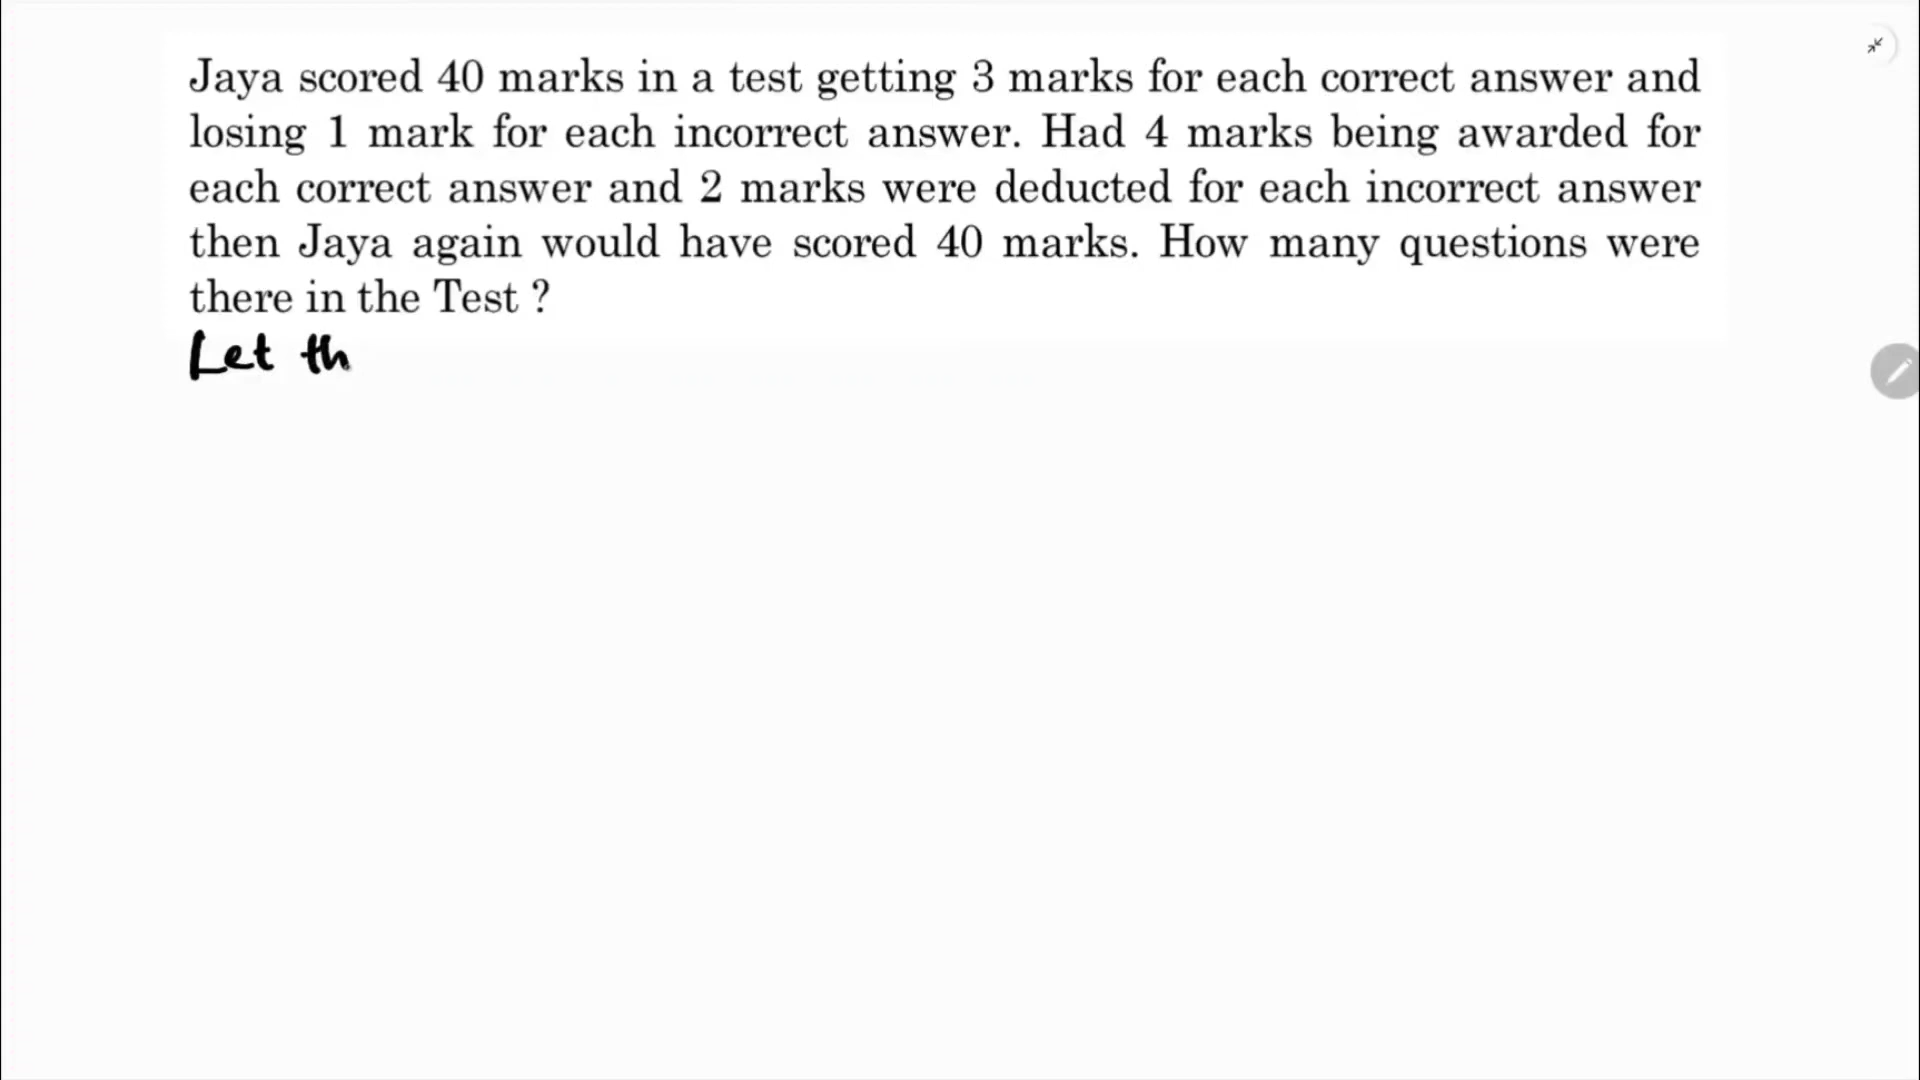 Jaya scored 40 marks in a test getting 3 marks for each correct answer and
losing 1 mark for each incorrect answer. Had 4 marks being awarded for
each correct answer and 2 marks were deducted for each incorrect answer
then Jaya again would have scored 40 marks. How many questions were
there in the Test ?
Let th